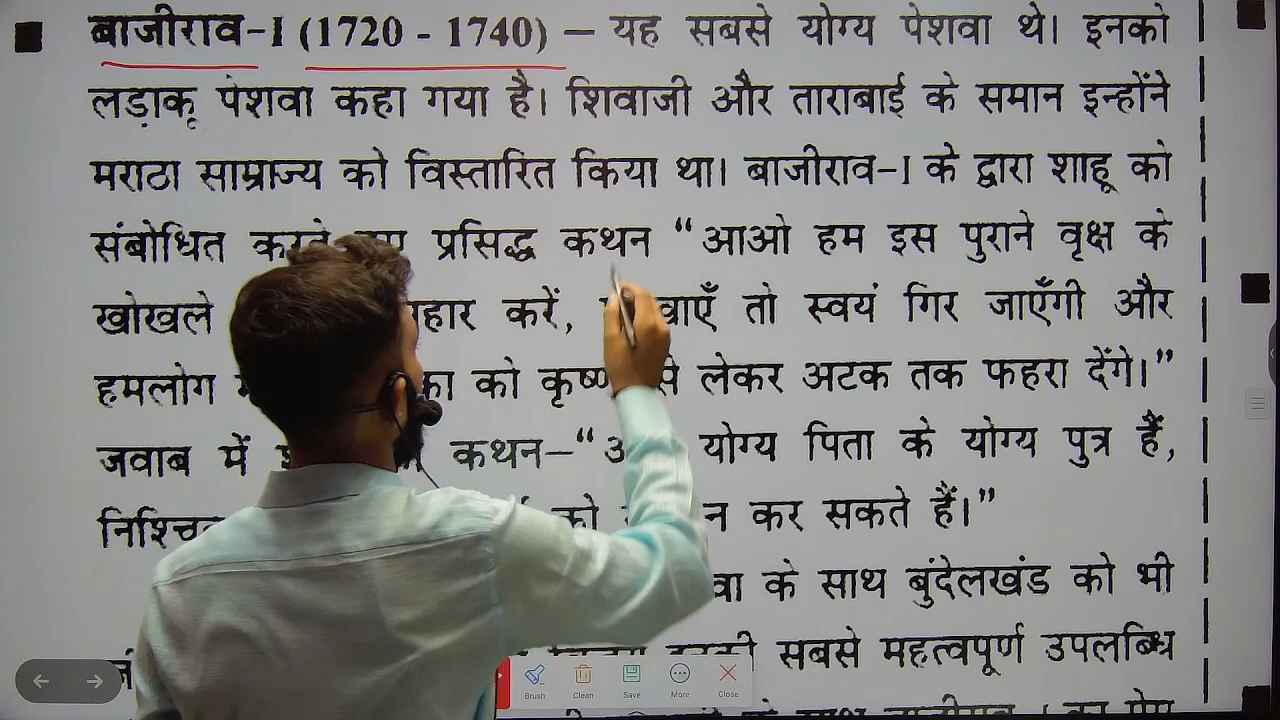 बाजीराव-I (1720 - 1740) – यह सबसे योग्य पेशवा थे। इनको
लड़ाकू पेशवा कहा गया है। शिवाजी और ताराबाई के समान इन्होंने
मराठा साम्राज्य को विस्तारित किया था। बाजीराव-I के द्वारा शाहू को
संबोधित करते प्रसिद्ध कथन “आओ हम इस पुराने वृक्ष के
खोखले करें, तो स्वयं गिर जाएँगी और
हमलोग को से लेकर अटक तक फहरा देंगे।”
जवाब में कथन–“ योग्य पिता के योग्य पुत्र हैं,
को कर सकते हैं।”
के साथ बुंदेलखंड को भी
सबसे महत्वपूर्ण उपलब्धि
के साथ
Brush Clean Save More Close